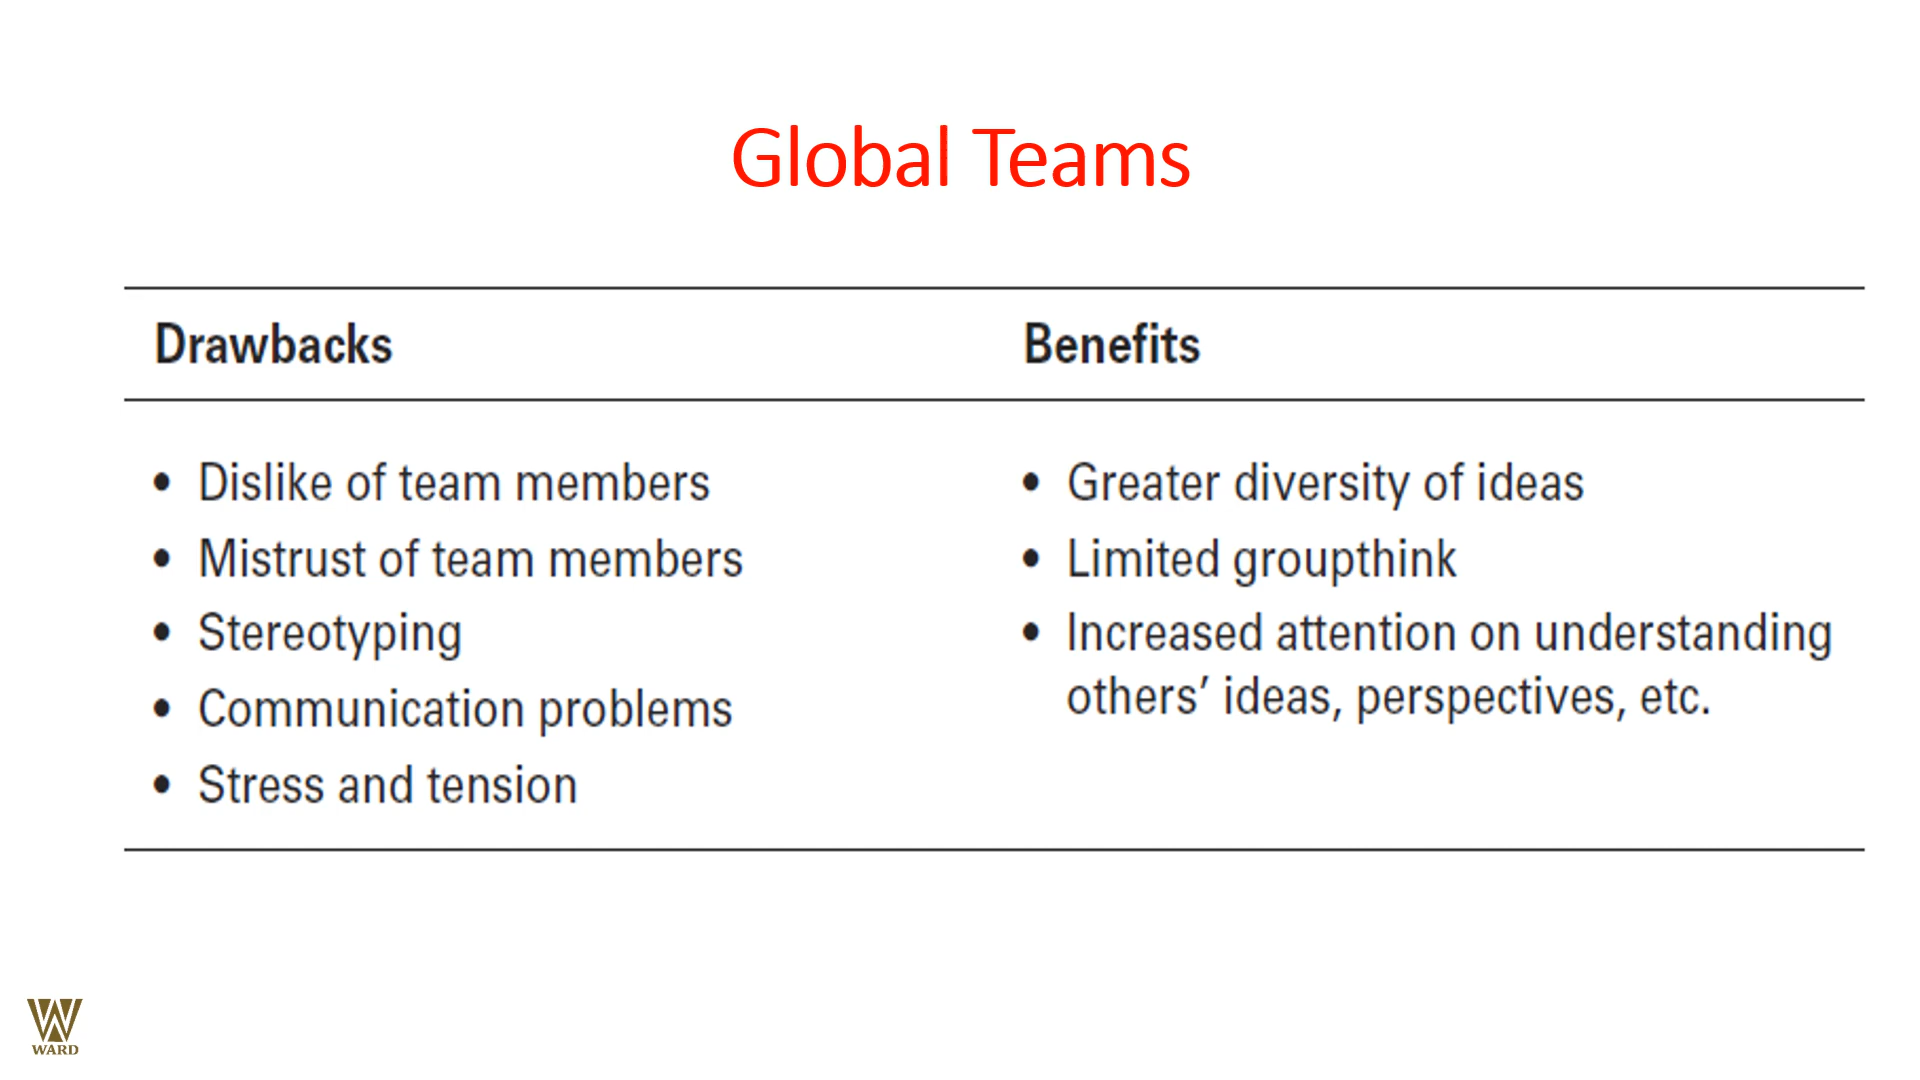 Global Teams
Drawbacks
Benefits
• Dislike of team members
• Mistrust of team members
• Stereotyping
• Communication problems
• Stress and tension
• Greater diversity of ideas
• Limited groupthink
• Increased attention on understanding
others’ ideas, perspectives, etc.
WARD